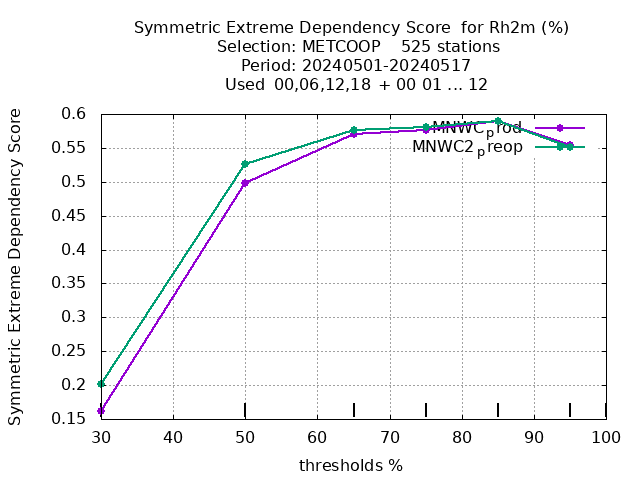 Symmetric Extreme Dependency Score  for Rh2m (%)
Selection: METCOOP    525 stations
Period: 20240501-20240517
Used  00,06,12,18 + 00 01 ... 12
Symmetric Extreme Dependency Score
0.6
0.55
0.5
0.45
0.4
0.35
0.3
0.25
0.2
0.15
MNWC_prod
MNWC2_preop
30 40 50 60 70 80 90 100
thresholds %